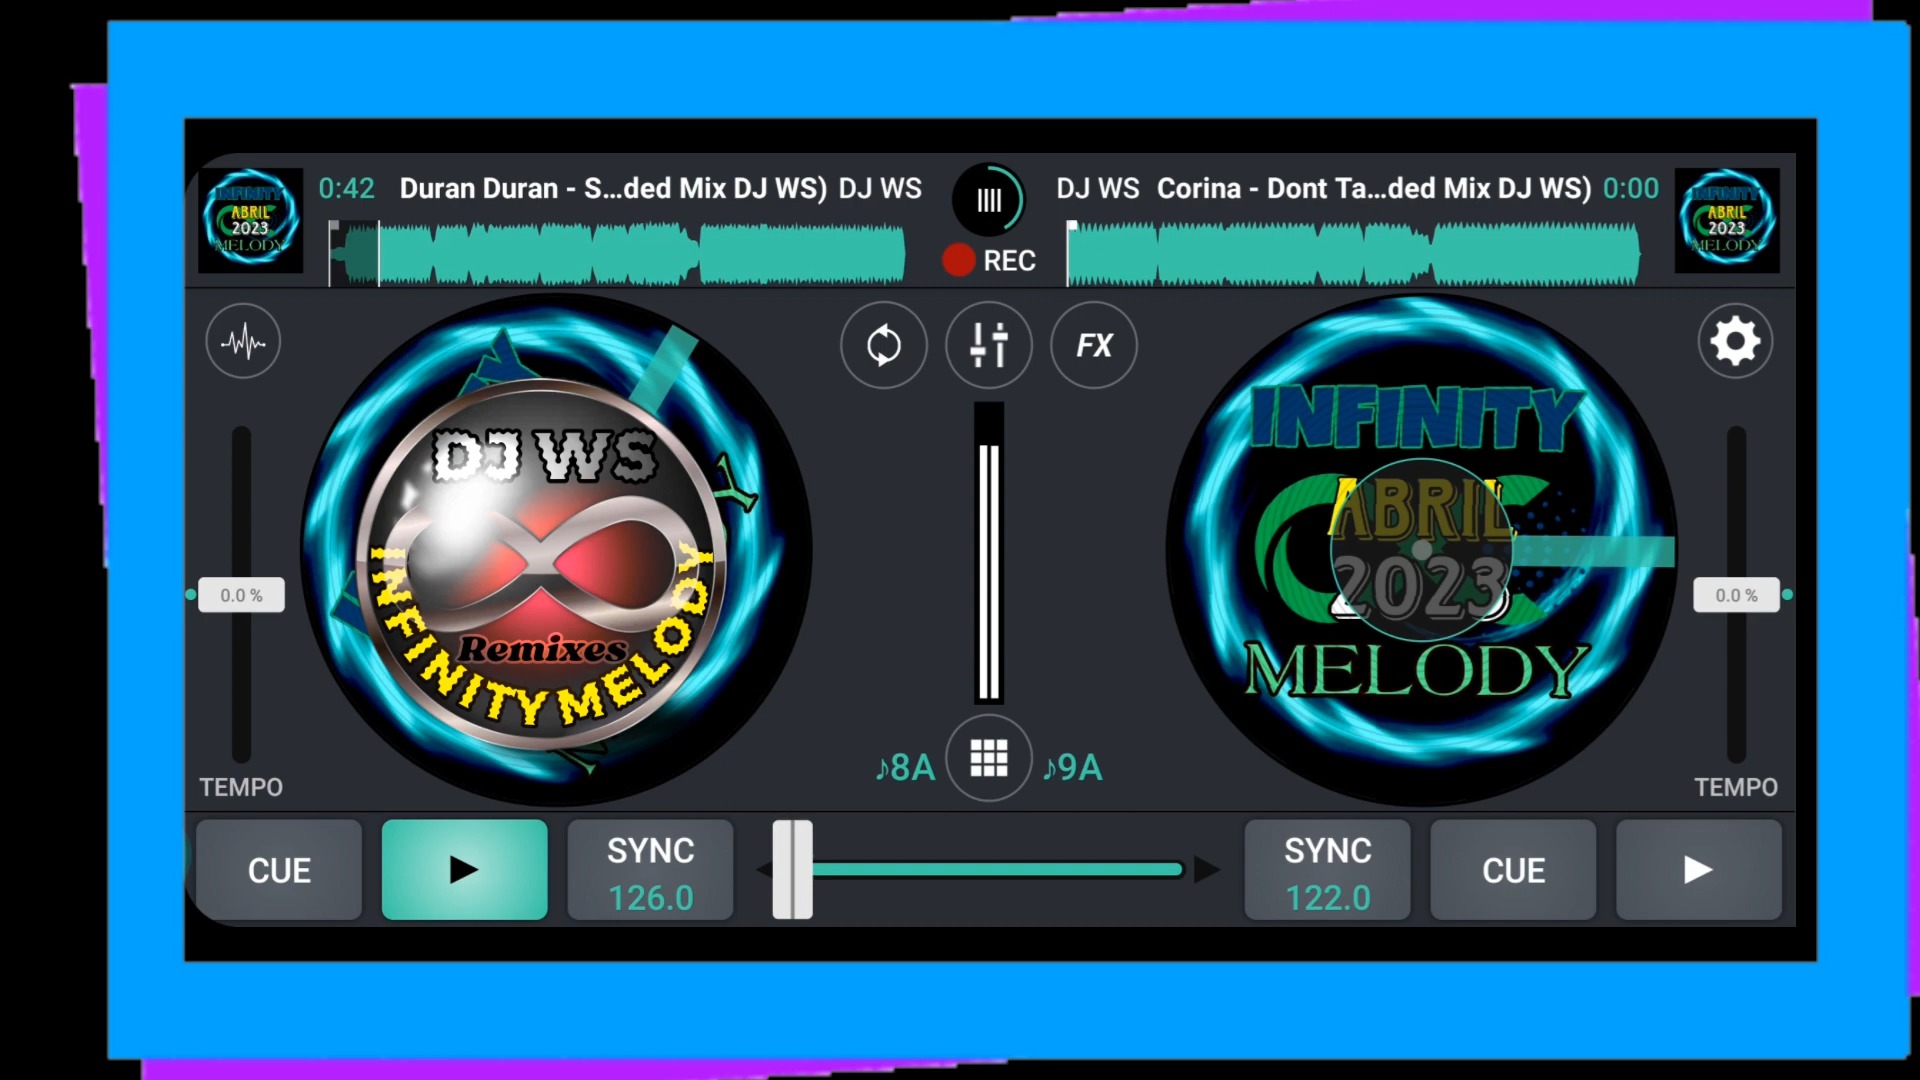 INFINITY
ABRIL
2023
MELODY
0:42 Duran Duran - S...ded Mix DJ WS) DJ WS
DJ WS Corina - Dont Ta...ded Mix DJ WS) 0:00
INFINITY
ABRIL
2023
MELODY
REC
FX
DJ WS
Remixes
INFINITY MELODY
Y
INFINITY
ABRIL
2023
MELODY
0.0 %
0.0 %
TEMPO
♪8A
♪9A
TEMPO
CUE
SYNC
126.0
SYNC
122.0
CUE